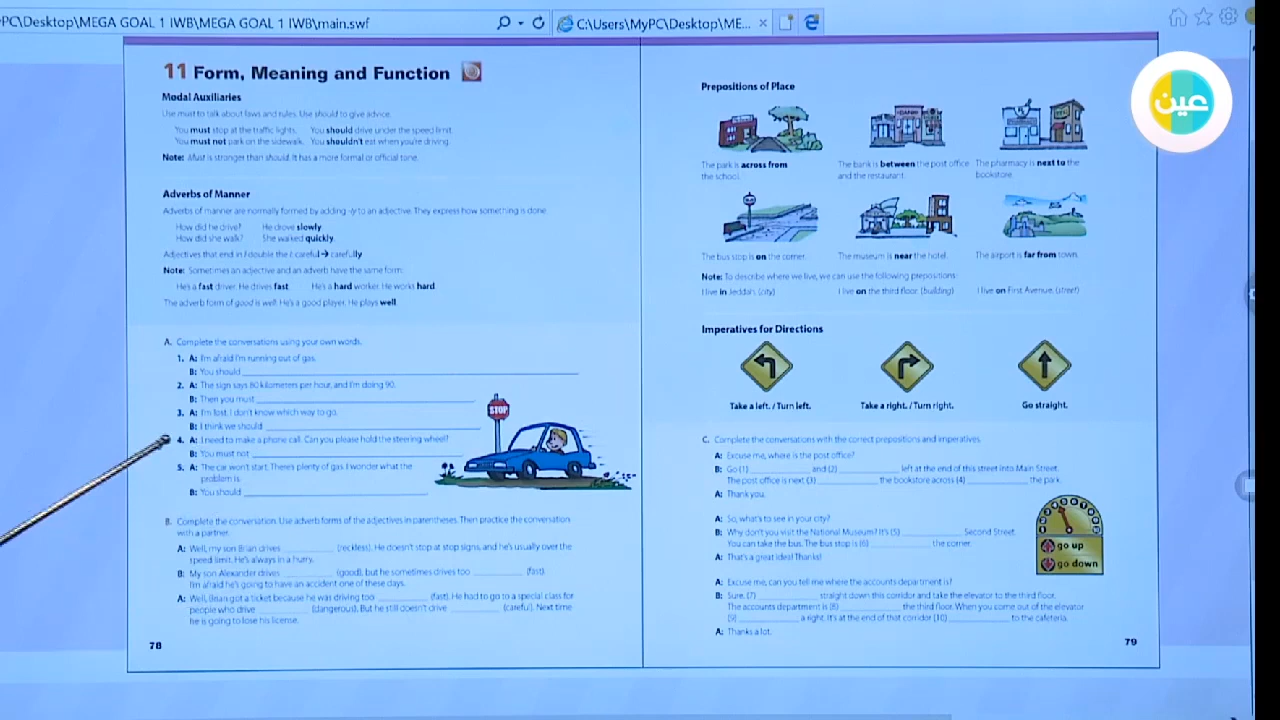 PC\Desktop\MEGA GOAL 1 IWB\MEGA GOAL 1 IWB\main.swf
C:\Users\MyPC\Desktop\ME...
عين
11 Form, Meaning and Function
Modal Auxiliaries
Use must to talk about laws and rules. Use should to give advice.
You must stop at the traffic lights. You should drive under the speed limit.
You must not park on the sidewalk. You shouldn't eat when you're driving.
Note: Must is stronger than should. It has a more formal or official tone.
Adverbs of Manner
Adverbs of manner are normally formed by adding -ly to an adjective. They express how something is done.
How did he drive? He drove slowly.
How did she walk? She walked quickly.
Adjectives that end in l double the l: careful → carefully
Note: Sometimes an adjective and an adverb have the same form.
He's a fast driver. He drives fast. He's a hard worker. He works hard.
The adverb form of good is well: He's a good player. He plays well.
A. Complete the conversations using your own words.
1. A: I'm afraid I'm running out of gas.
B: You should
2. A: The sign says 80 kilometers per hour, and I'm doing 90.
B: Then you must
3. A: I'm lost. I don't know which way to go.
B: I think we should
4. A: I need to make a phone call. Can you please hold the steering wheel?
B: You must not
5. A: The car won't start. There's plenty of gas. I wonder what the
problem is.
B: You should
STOP
B. Complete the conversation. Use adverb forms of the adjectives in parentheses. Then practice the conversation
with a partner.
A: Well, my son Brian drives ________ (reckless). He doesn't stop at stop signs, and he's usually over the
speed limit. He's always in a hurry.
B: My son Alexander drives ________ (good), but he sometimes drives too ________ (fast).
I'm afraid he's going to have an accident one of these days.
A: Well, Brian got a ticket because he was driving too ________ (fast). He had to go to a special class for
people who drive ________ (dangerous). But he still doesn't drive ________ (careful). Next time
he is going to lose his license.
78
Prepositions of Place
The park is across from
the school.
The bank is between the post office
and the restaurant.
The pharmacy is next to the
bookstore.
The bus stop is on the corner.
The museum is near the hotel.
The airport is far from town.
Note: To describe where we live, we can use the following prepositions:
I live in Jeddah. (city) I live on the third floor. (building) I live on First Avenue. (street)
Imperatives for Directions
Take a left. / Turn left.
Take a right. / Turn right.
Go straight.
C. Complete the conversations with the correct prepositions and imperatives.
A: Excuse me, where is the post office?
B: Go (1) ________ and (2) ________ left at the end of this street into Main Street.
The post office is next (3) ________ the bookstore across (4) ________ the park.
A: Thank you.
A: So, what's to see in your city?
B: Why don't you visit the National Museum? It's (5) ________ Second Street.
You can take the bus. The bus stop is (6) ________ the corner.
A: That's a great idea! Thanks!
A: Excuse me, can you tell me where the accounts department is?
B: Sure. (7) ________ straight down this corridor and take the elevator to the third floor.
The accounts department is (8) ________ the third floor. When you come out of the elevator
(9) ________ a right. It's at the end of that corridor (10) ________ to the cafeteria.
A: Thanks a lot.
go up
go down
79